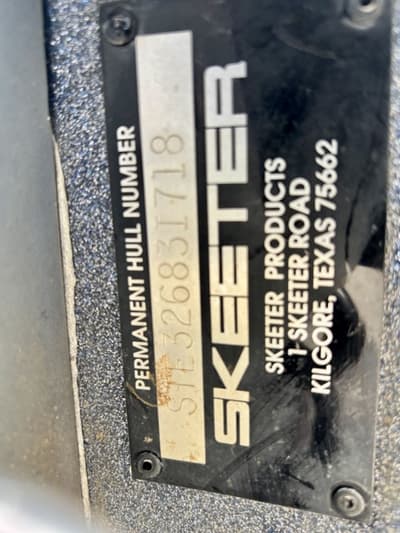 PERMANENT HULL NUMBER
STE32683I718
SKEETER
SKEETER PRODUCTS
1 SKEETER ROAD
KILGORE, TEXAS 75662